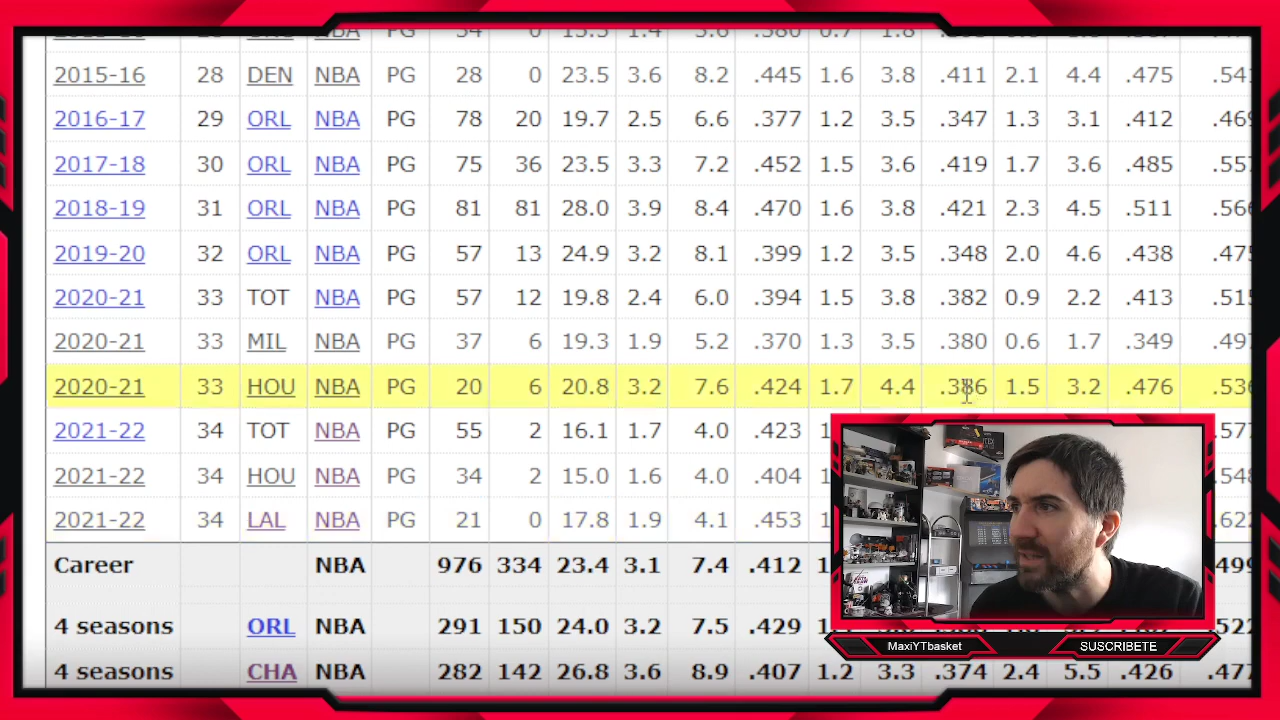 2015-16 28 DEN NBA PG 28 0 23.5 3.6 8.2 .445 1.6 3.8 .411 2.1 4.4 .475
2016-17 29 ORL NBA PG 78 20 19.7 2.5 6.6 .377 1.2 3.5 .347 1.3 3.1 .412
2017-18 30 ORL NBA PG 75 36 23.5 3.3 7.2 .452 1.5 3.6 .419 1.7 3.6 .485
2018-19 31 ORL NBA PG 81 81 28.0 3.9 8.4 .470 1.6 3.8 .421 2.3 4.5 .511
2019-20 32 ORL NBA PG 57 13 24.9 3.2 8.1 .399 1.2 3.5 .348 2.0 4.6 .438
2020-21 33 TOT NBA PG 57 12 19.8 2.4 6.0 .394 1.5 3.8 .382 0.9 2.2 .413
2020-21 33 MIL NBA PG 37 6 19.3 1.9 5.2 .370 1.3 3.5 .380 0.6 1.7 .349
2020-21 33 HOU NBA PG 20 6 20.8 3.2 7.6 .424 1.7 4.4 .386 1.5 3.2 .476
2021-22 34 TOT NBA PG 55 2 16.1 1.7 4.0 .423
2021-22 34 HOU NBA PG 34 2 15.0 1.6 4.0 .404
2021-22 34 LAL NBA PG 21 0 17.8 1.9 4.1 .453
Career NBA 976 334 23.4 3.1 7.4 .412
4 seasons ORL NBA 291 150 24.0 3.2 7.5 .429
4 seasons CHA NBA 282 142 26.8 3.6 8.9 .407 1.2 3.3 .374 2.4 5.5 .426
MaxiYTbasket
SUSCRIBETE